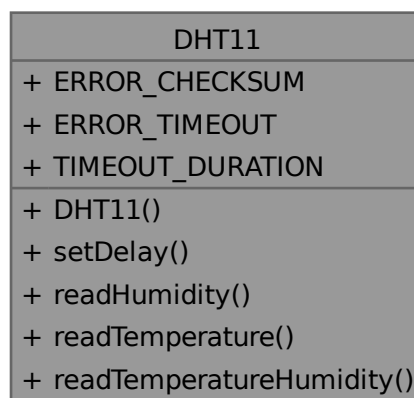 DHT11
+ ERROR_CHECKSUM
+ ERROR_TIMEOUT
+ TIMEOUT_DURATION
+ DHT11()
+ setDelay()
+ readHumidity()
+ readTemperature()
+ readTemperatureHumidity()